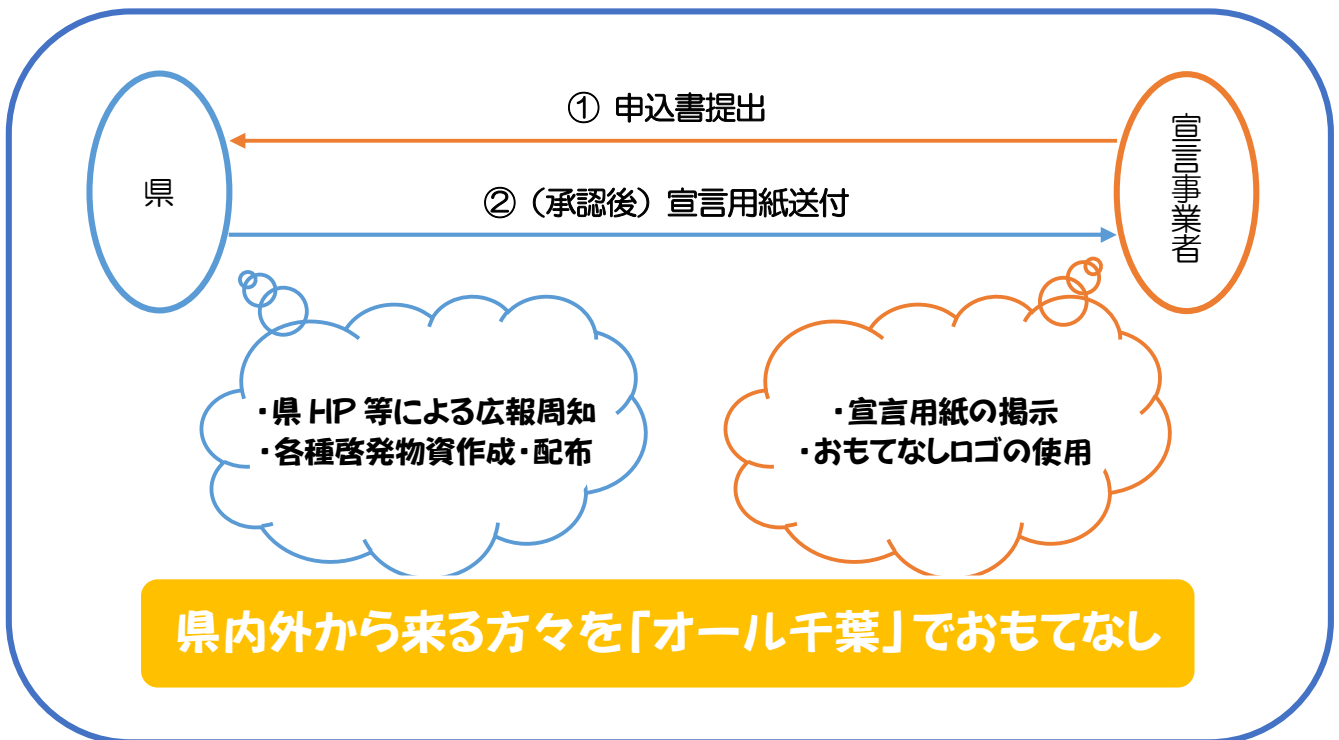 ① 申込書提出
県
宣言事業者
②（承認後）宣言用紙送付
・県 HP 等による広報周知
・各種啓発物資作成・配布
・宣言用紙の掲示
・おもてなしロゴの使用
県内外から来る方々を「オール千葉」でおもてなし